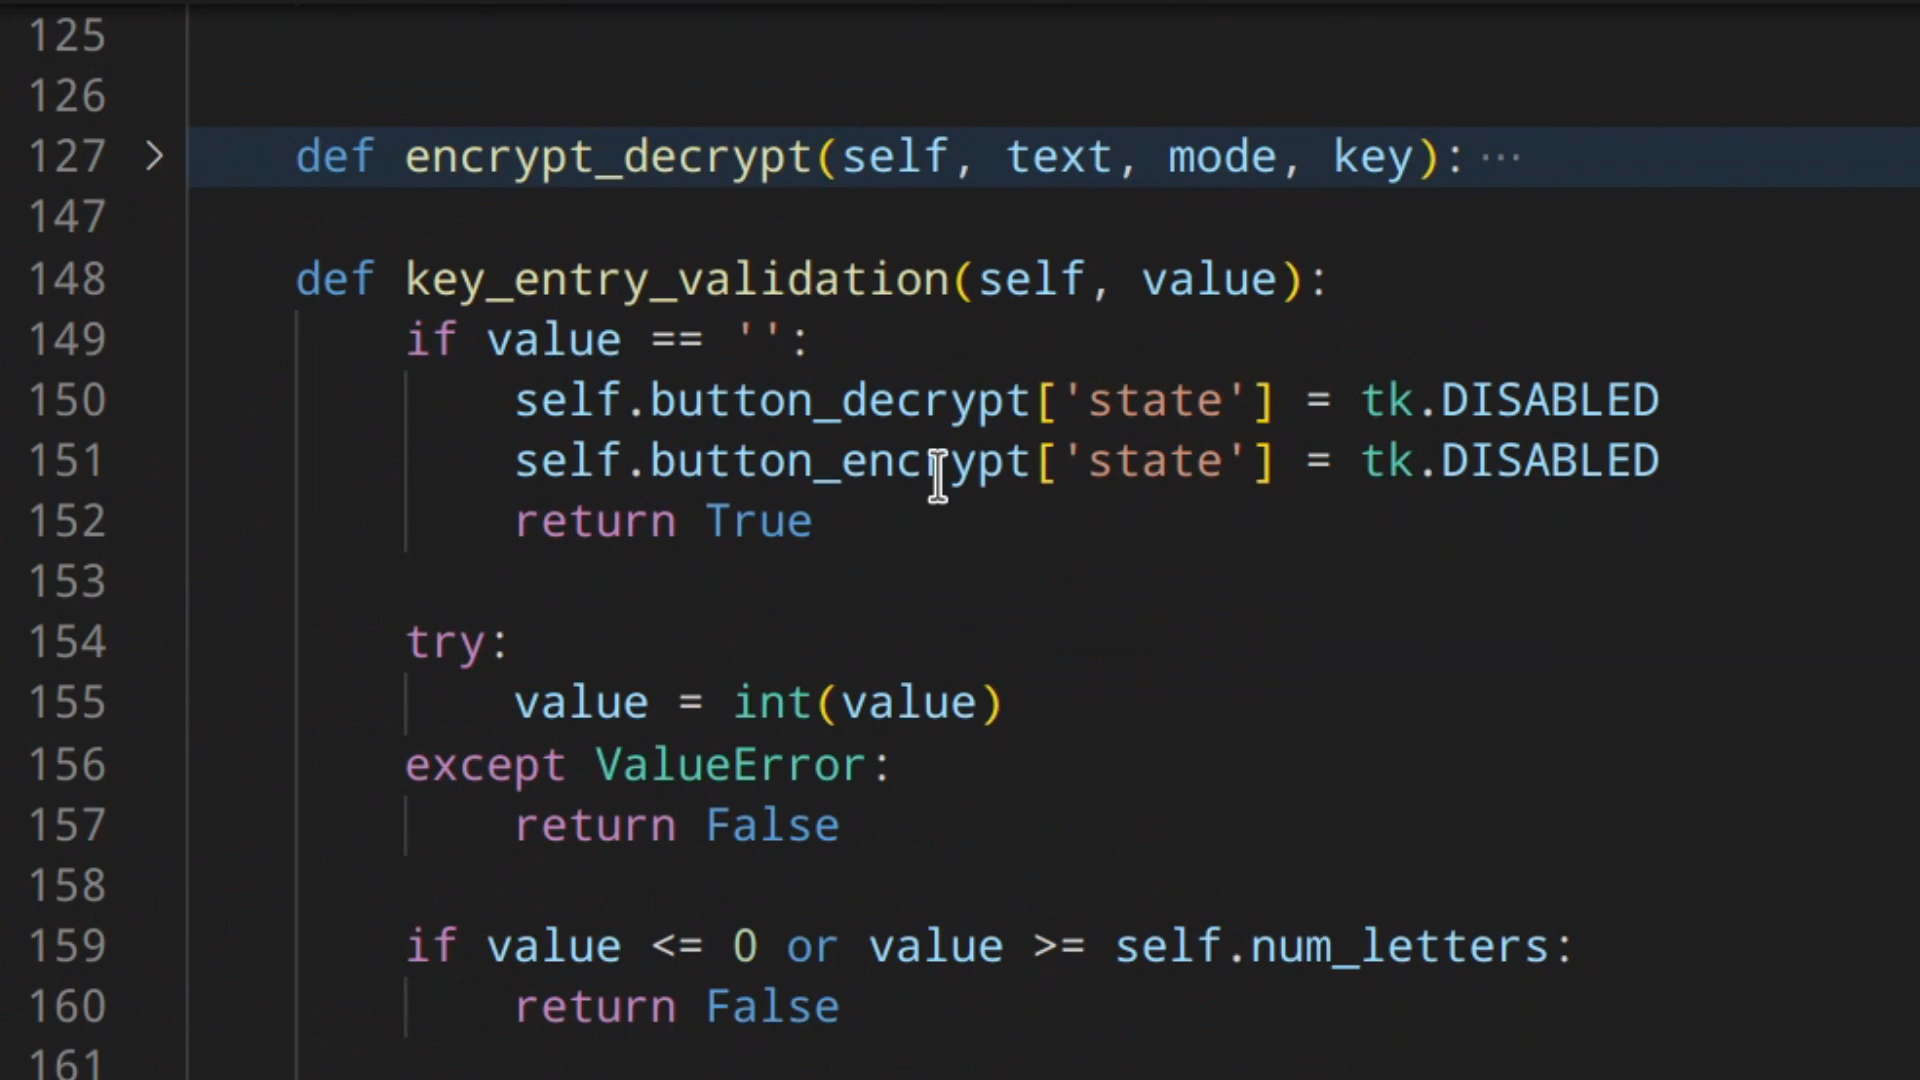 125
126
127 > def encrypt_decrypt(self, text, mode, key):···
147
148 def key_entry_validation(self, value):
149 if value == '':
150 self.button_decrypt['state'] = tk.DISABLED
151 self.button_encrypt['state'] = tk.DISABLED
152 return True
153
154 try:
155 value = int(value)
156 except ValueError:
157 return False
158
159 if value <= 0 or value >= self.num_letters:
160 return False
161